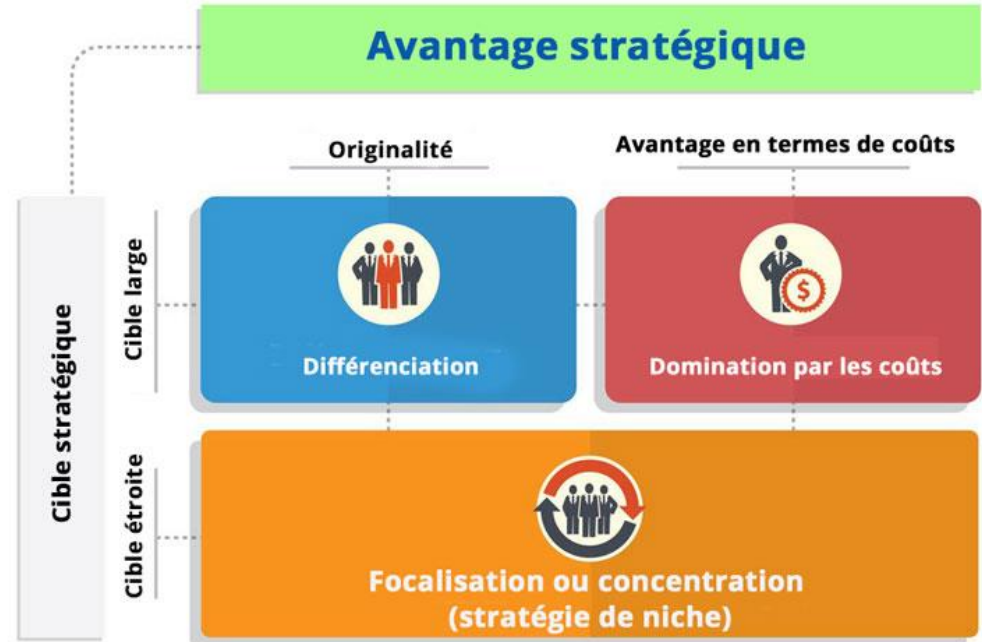 Avantage stratégique
Originalité
Avantage en termes de coûts
Cible stratégique
Cible large
Différenciation
$
Domination par les coûts
Cible étroite
Focalisation ou concentration
(stratégie de niche)